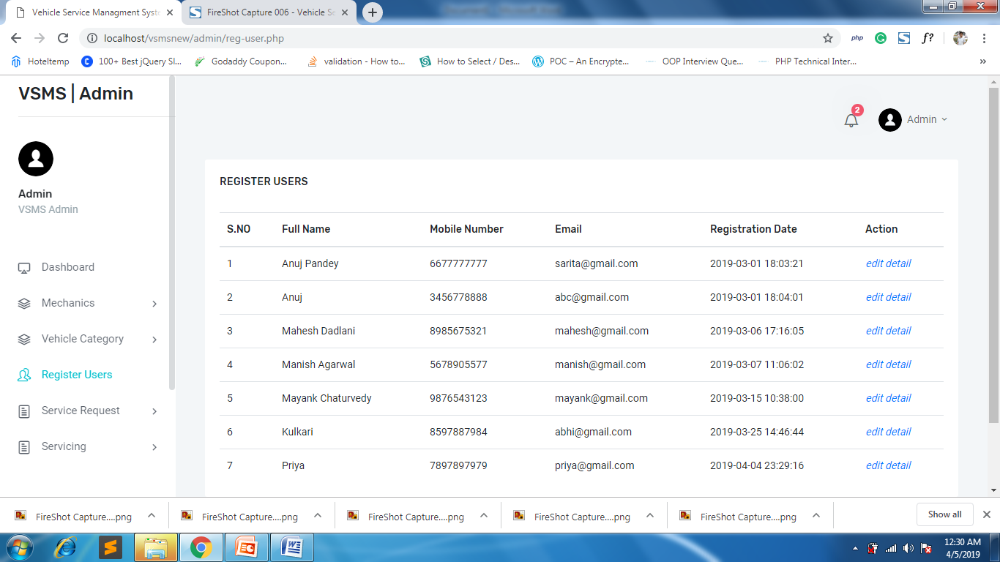 Vehicle Service Managment Syste
FireShot Capture 006 - Vehicle Se
localhost/vsmsnew/admin/reg-user.php
php
f?
Hoteltemp
100+ Best jQuery Sl...
Godaddy Coupon...
validation - How to...
How to Select / Des...
POC – An Encrypte...
OOP Interview Que...
PHP Technical Inter...
»
VSMS | Admin
2
Admin
Admin
VSMS Admin
Dashboard
Mechanics
Vehicle Category
Register Users
Service Request
Servicing
REGISTER USERS
S.NO Full Name Mobile Number Email Registration Date Action
1 Anuj Pandey 6677777777 sarita@gmail.com 2019-03-01 18:03:21 edit detail
2 Anuj 3456778888 abc@gmail.com 2019-03-01 18:04:01 edit detail
3 Mahesh Dadlani 8985675321 mahesh@gmail.com 2019-03-06 17:16:05 edit detail
4 Manish Agarwal 5678905577 manish@gmail.com 2019-03-07 11:06:02 edit detail
5 Mayank Chaturvedy 9876543123 mayank@gmail.com 2019-03-15 10:38:00 edit detail
6 Kulkari 8597887984 abhi@gmail.com 2019-03-25 14:46:44 edit detail
7 Priya 7897897979 priya@gmail.com 2019-04-04 23:29:16 edit detail
FireShot Capture....png
FireShot Capture....png
FireShot Capture....png
FireShot Capture....png
FireShot Capture....png
Show all
12:30 AM
4/5/2019